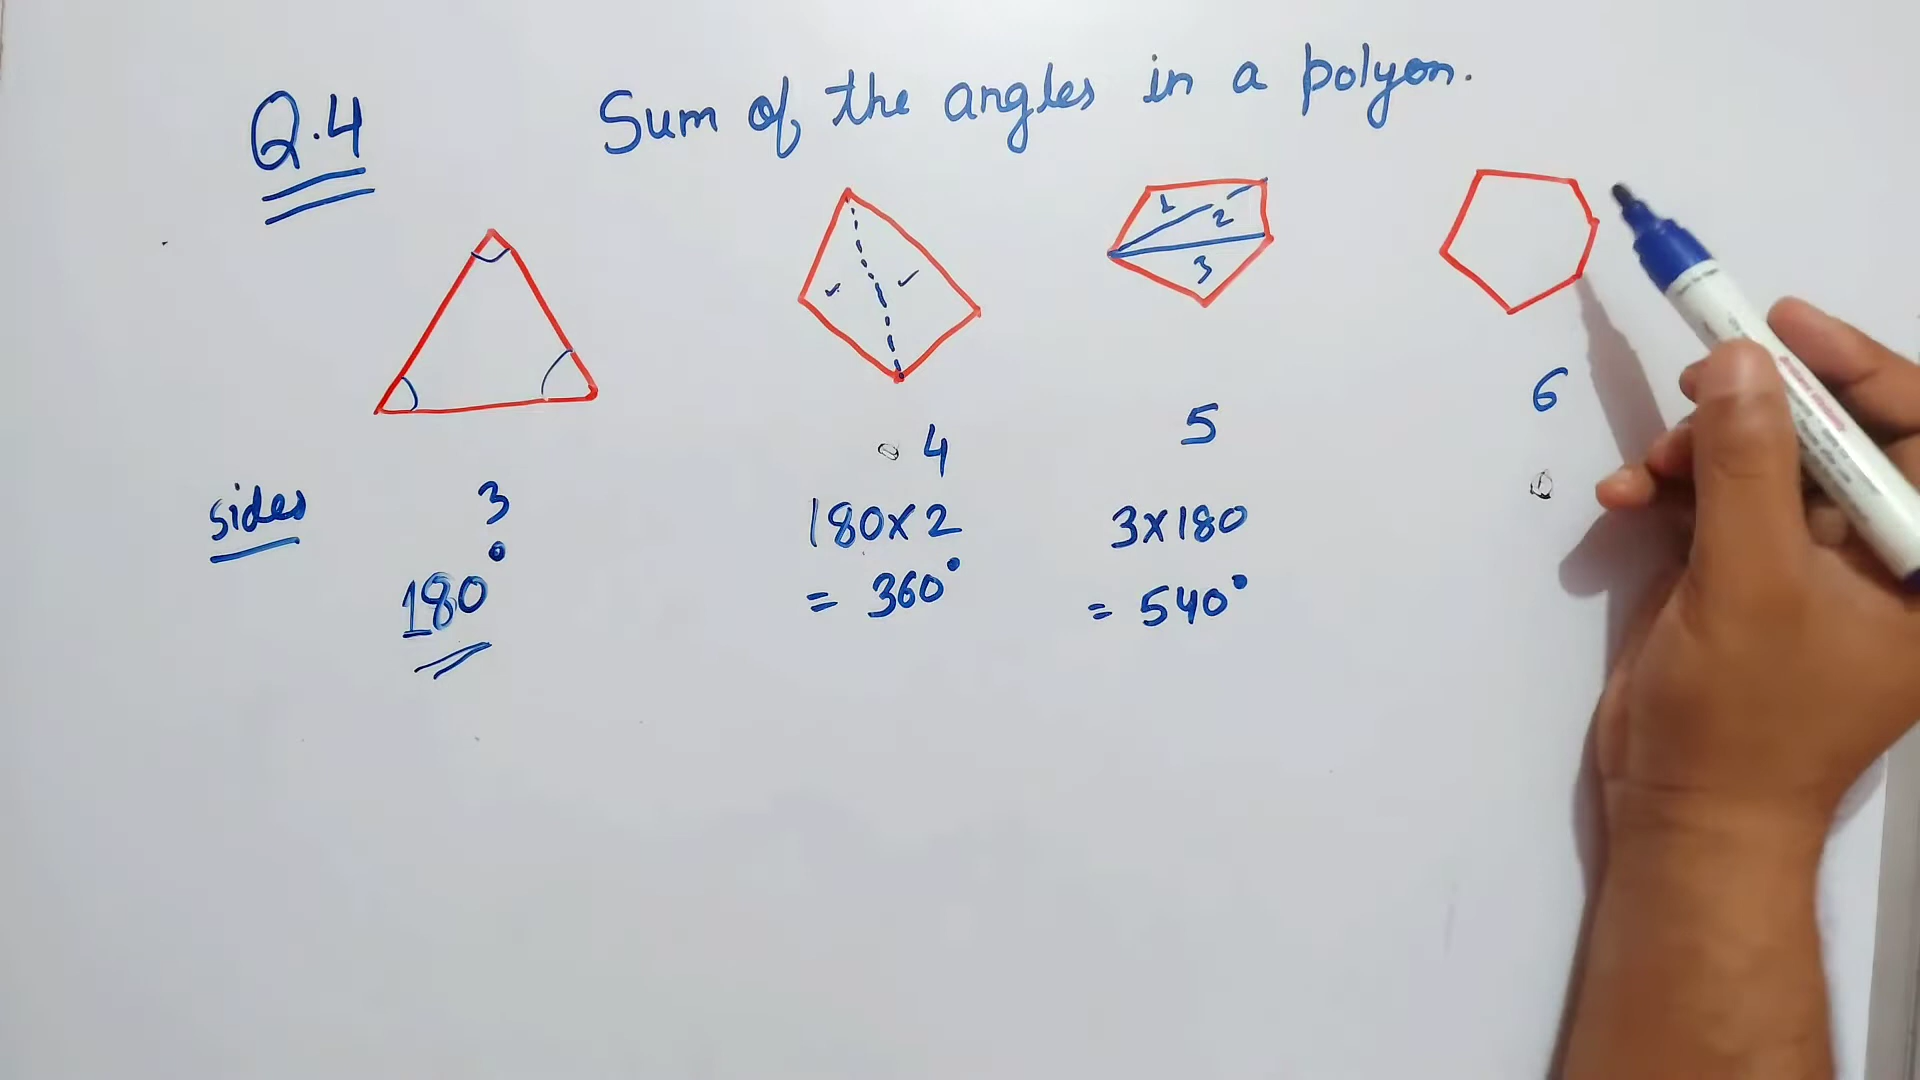 Q.4
Sum of the angles in a polyon.
1
2
3
sides 3 4 5 6
180° 180x2 3x180
= 360° = 540°